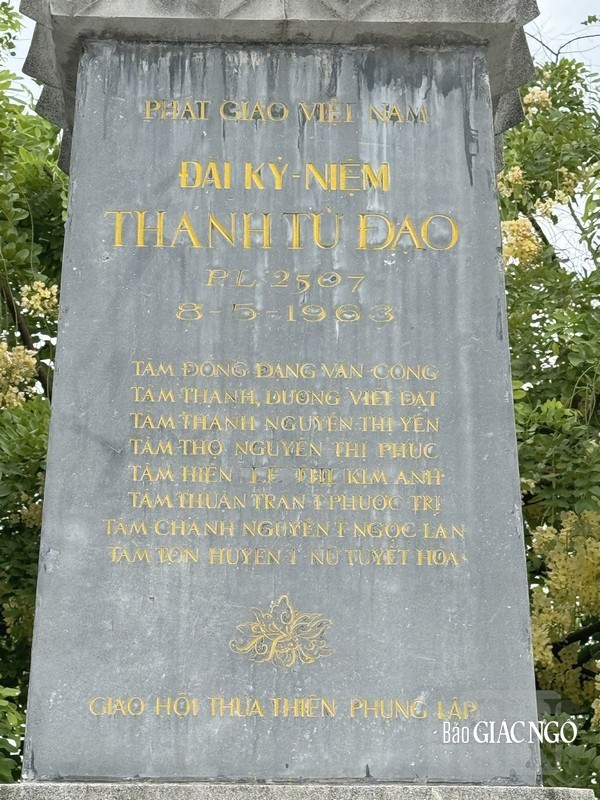 PHẬT GIÁO VIỆT NAM
ĐÀI KỶ-NIỆM
THÁNH TỬ ĐẠO
P.L 2507
8-5-1963
TÂM ĐỒNG ĐẶNG VĂN CÔNG
TÂM THÀNH, DƯƠNG VIẾT ĐẠT
TÂM THANH NGUYỄN THỊ YẾN
TÂM THỌ NGUYỄN THỊ PHÚC
TÂM HIỀN LÊ THỊ KIM ANH
TÂM THUẦN TRẦN T PHƯỚC TRỊ
TÂM CHÁNH NGUYỄN T NGỌC LAN
TÂM TÔN HUYỀN T NỮ TUYẾT HOA
GIÁO HỘI THỪA THIÊN PHỤNG LẬP
Báo GIÁC NGỘ